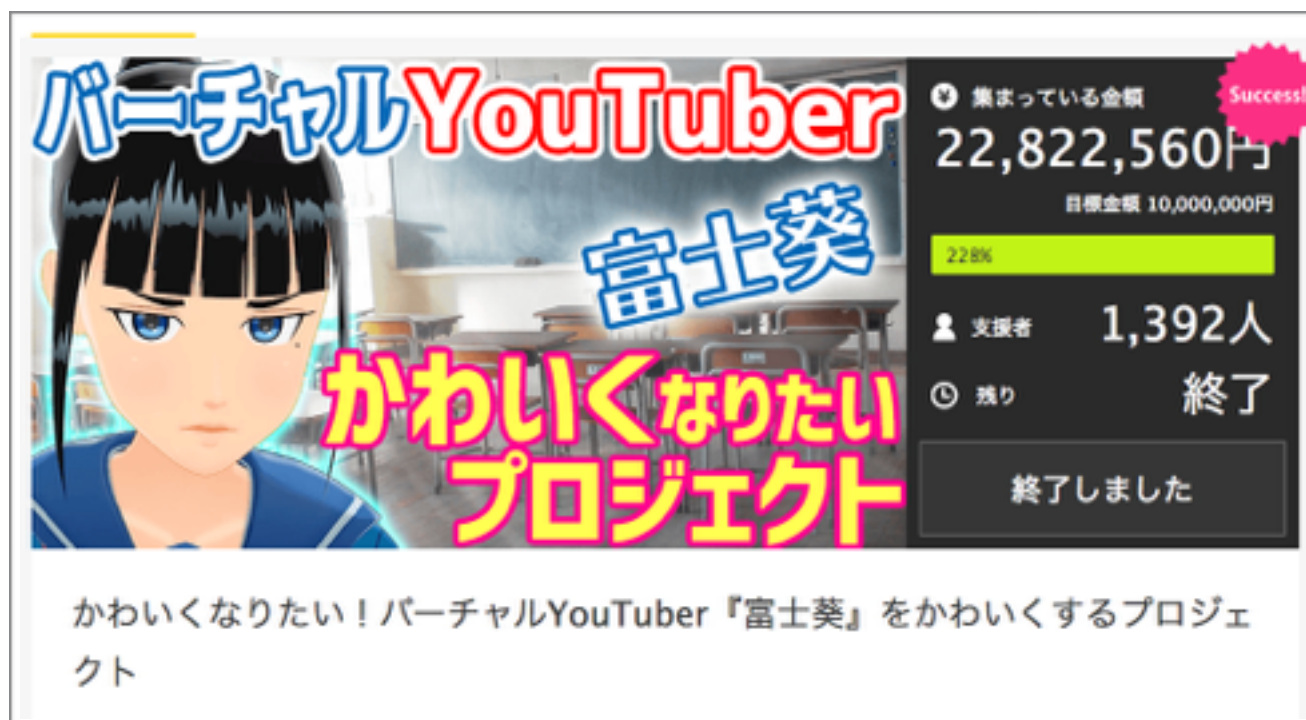 バーチャルYouTuber
富士葵
かわいくなりたい
プロジェクト
集まっている金額
Success!
22,822,560円
目標金額 10,000,000円
228%
支援者 1,392人
残り 終了
終了しました
かわいくなりたい！バーチャルYouTuber『富士葵』をかわいくするプロジェ
クト